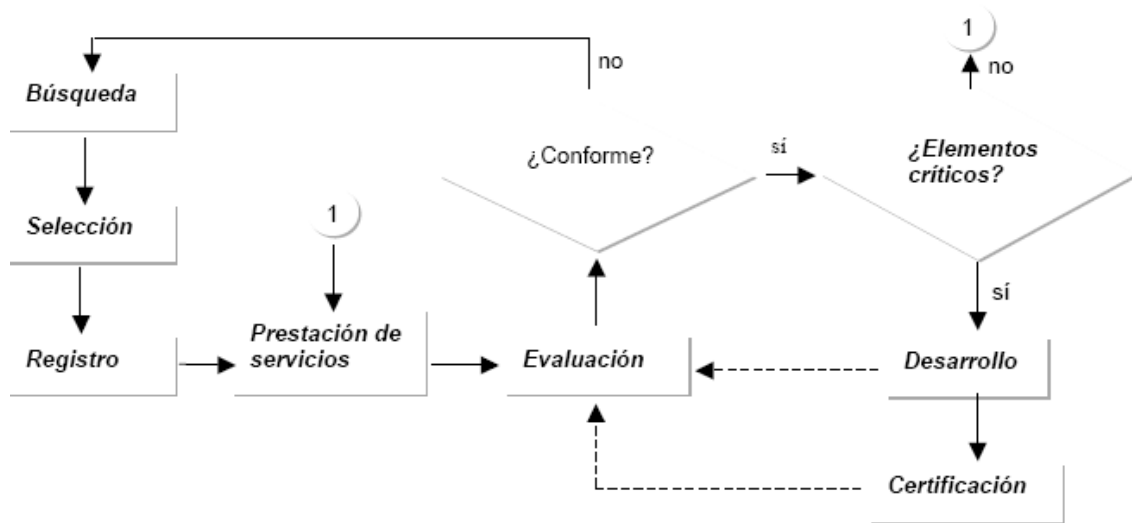 1
no
no
Búsqueda
¿Conforme?
sí
¿Elementos
críticos?
Selección
1
sí
Registro
Prestación de
servicios
Evaluación
Desarrollo
Certificación